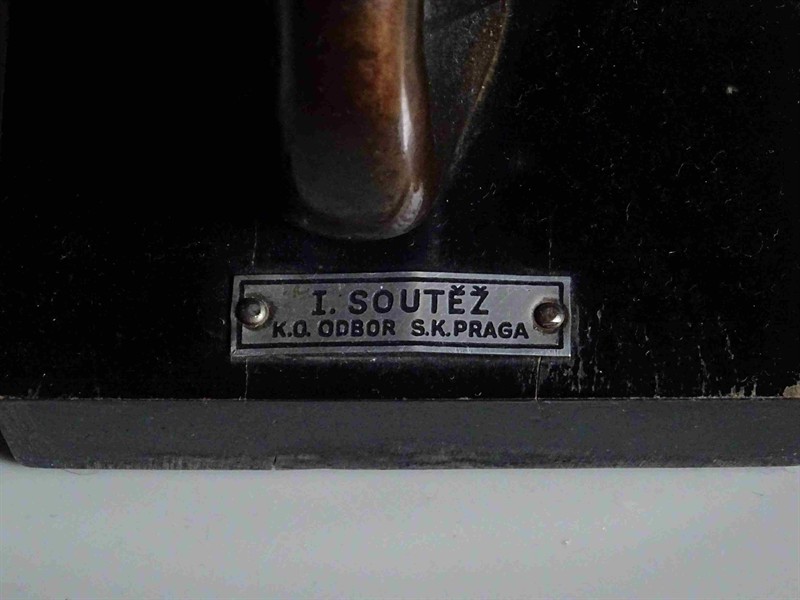 I. SOUTĚŽ
K.O. ODBOR S.K. PRAGA